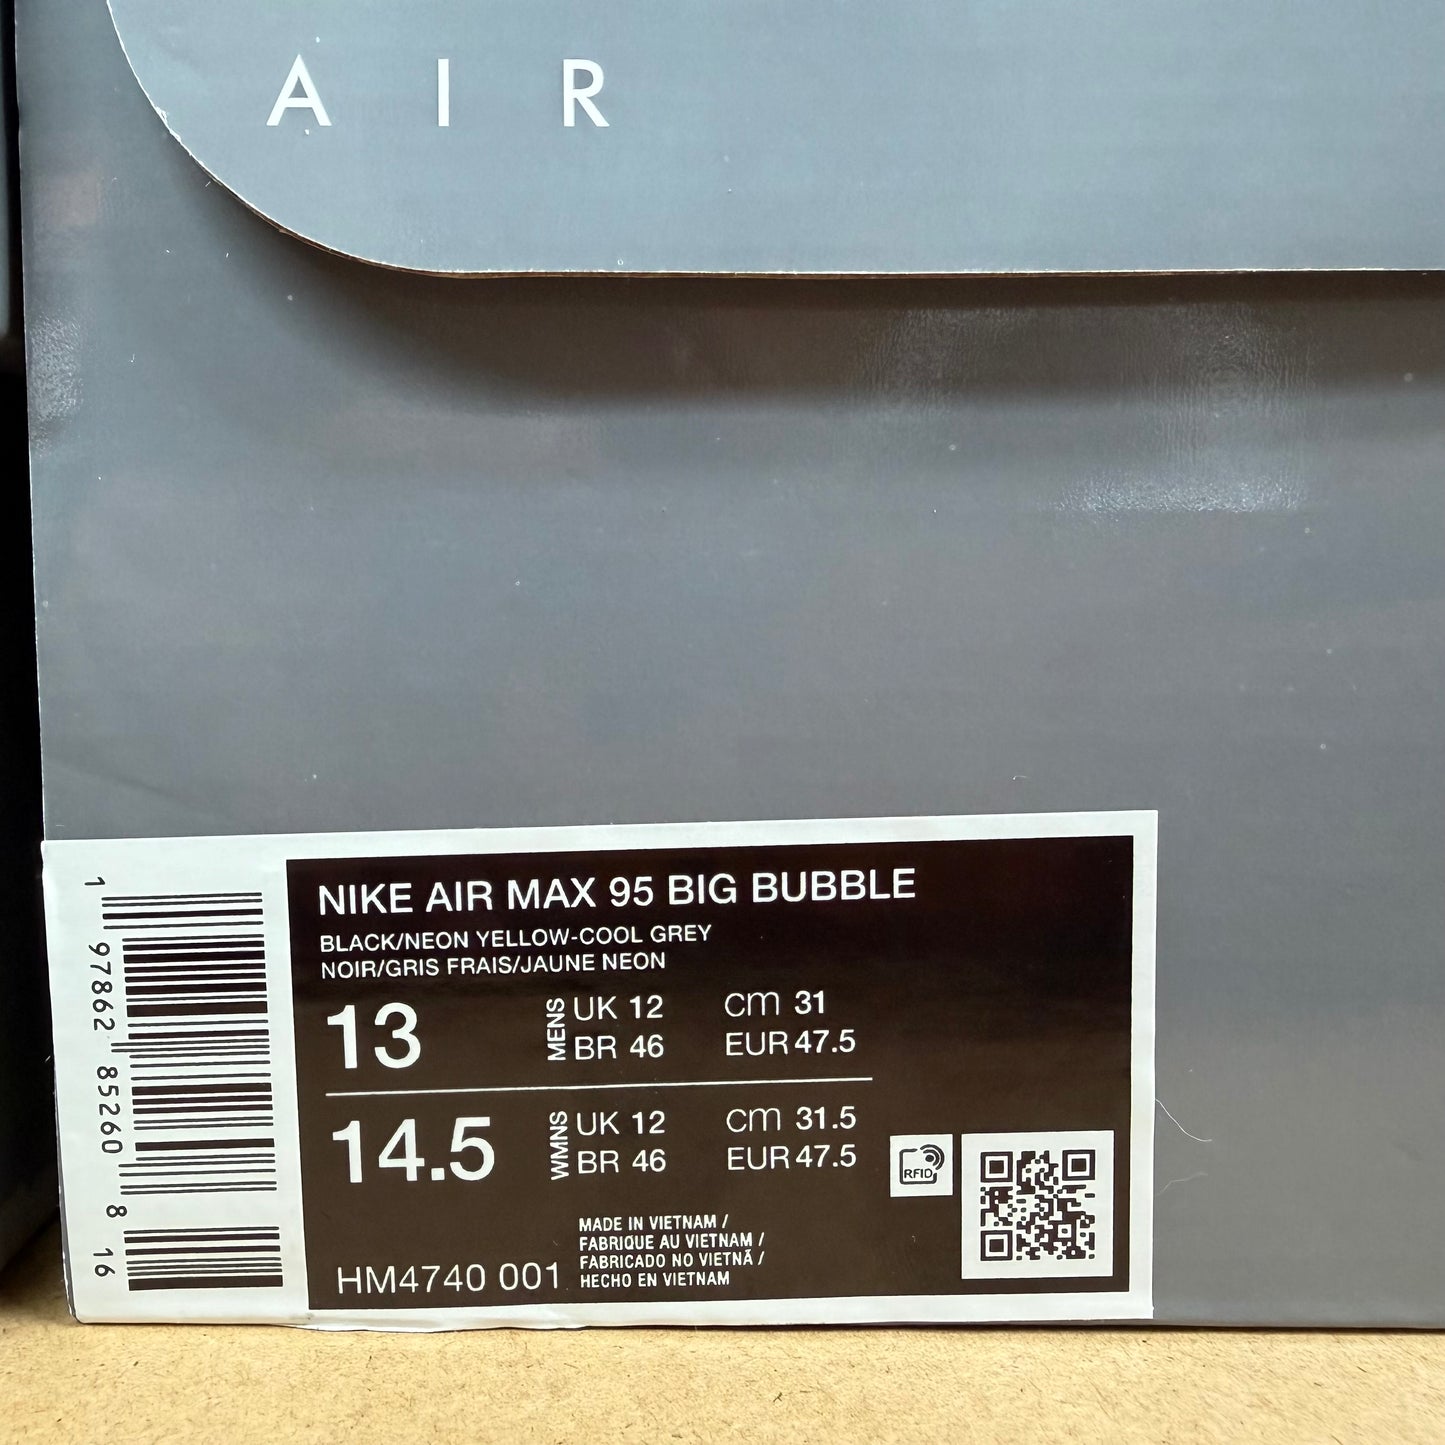 AIR
NIKE AIR MAX 95 BIG BUBBLE
BLACK/NEON YELLOW-COOL GREY
NOIR/GRIS FRAIS/JAUNE NEON
13 MENS UK 12 CM 31
BR 46 EUR 47.5
14.5 WMNS UK 12 CM 31.5
BR 46 EUR 47.5
RFID
MADE IN VIETNAM /
FABRIQUE AU VIETNAM /
FABRICADO NO VIETNÃ /
HECHO EN VIETNAM
HM4740 001
1 97862 85260 8 16